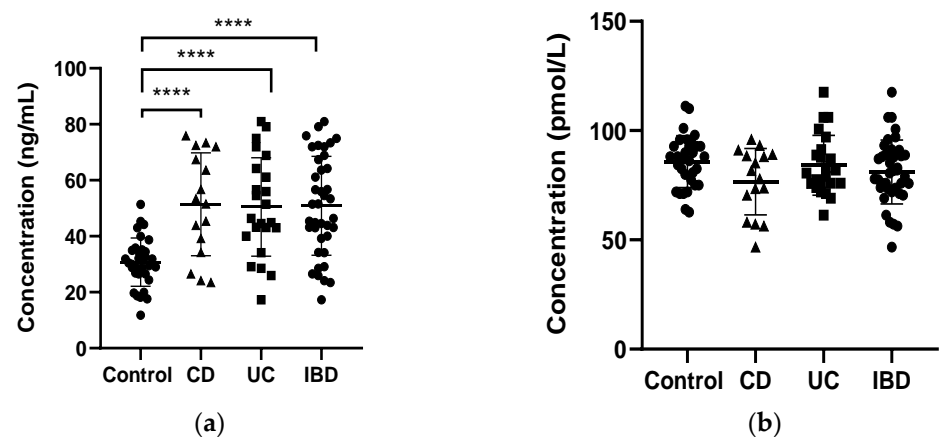 ****
****
****
Concentration (ng/mL)
100
80
60
40
20
0
Control CD UC IBD
(a)
Concentration (pmol/L)
150
100
50
0
Control CD UC IBD
(b)